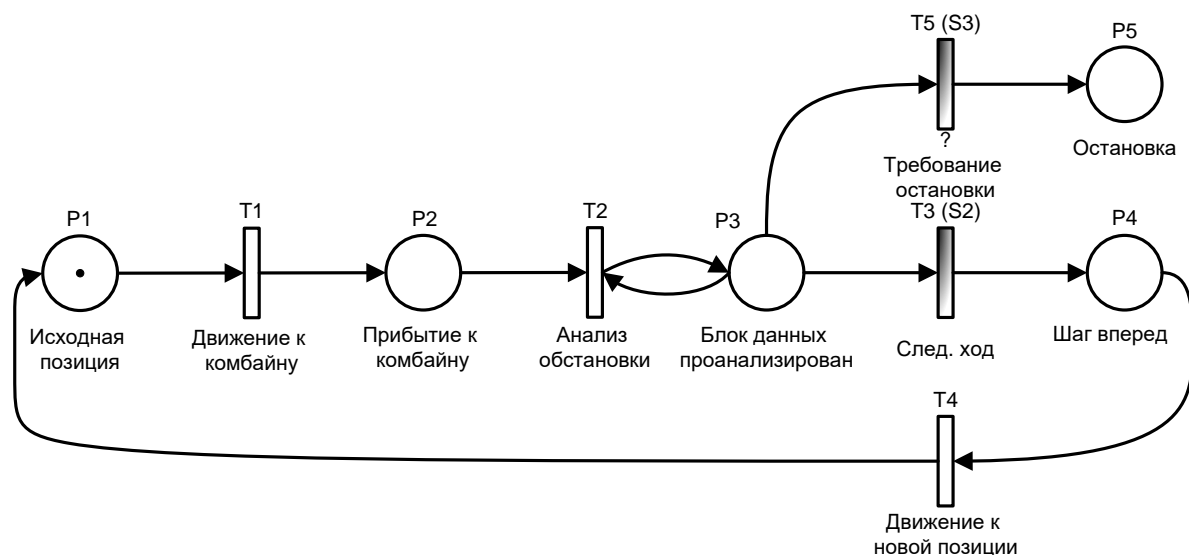 T5 (S3)
P5
?
Требование
остановки
Остановка
P1
T1
P2
T2
P3
T3 (S2)
P4
Исходная
позиция
Движение к
комбайну
Прибытие к
комбайну
Анализ
обстановки
Блок данных
проанализирован
След. ход
Шаг вперед
T4
Движение к
новой позиции